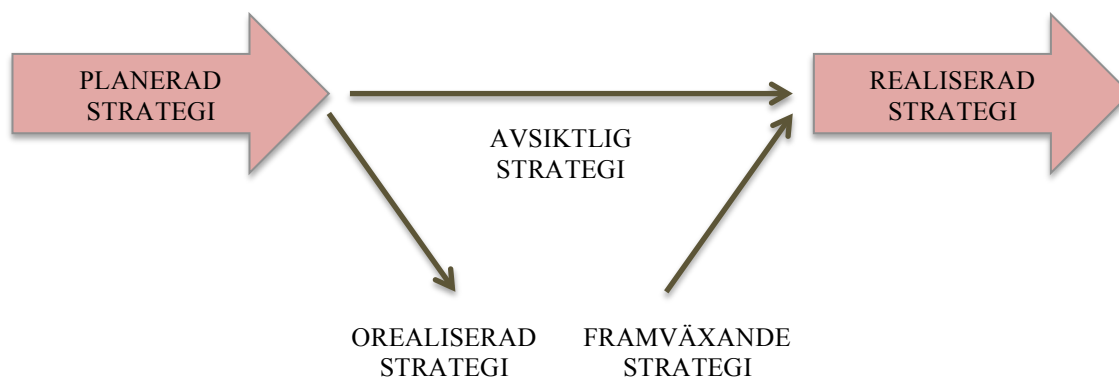 PLANERAD
STRATEGI
REALISERAD
STRATEGI
AVSIKTLIG
STRATEGI
OREALISERAD
STRATEGI
FRAMVÄXANDE
STRATEGI